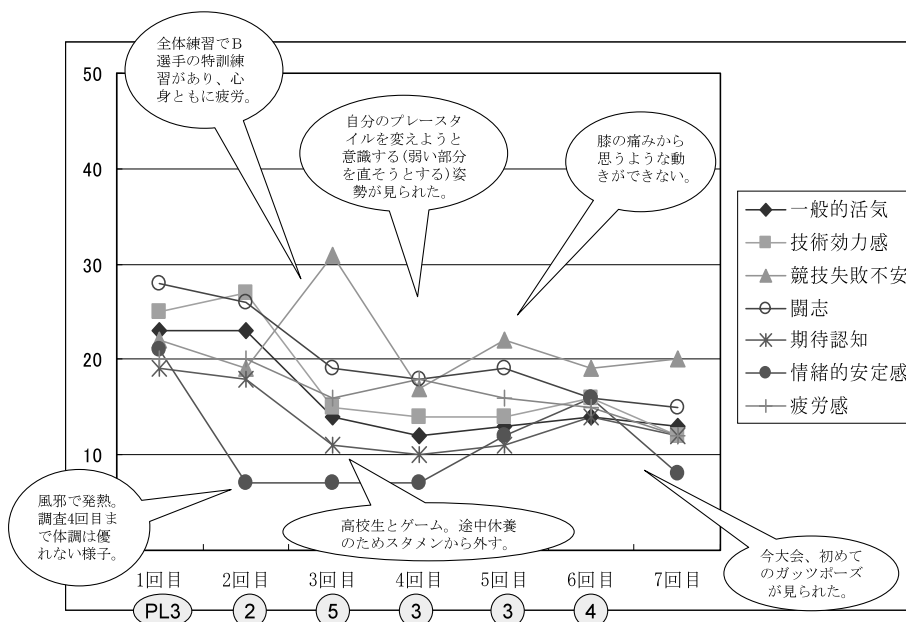 全体練習でB
選手の特訓練
習があり、心
身ともに疲労。
自分のプレースタ
イルを変えようと
意識する(弱い部分
を直そうとする)姿
勢が見られた。
膝の痛みから
思うような動
きができない。
50
40
30
20
10
一般的活気
技術効力感
競技失敗不安
闘志
期待認知
情緒的安定感
疲労感
風邪で発熱。
調査4回目ま
で体調は優
れない様子。
高校生とゲーム。途中休養
のためスタメンから外す。
今大会、初めて
のガッツポーズ
が見られた。
1回目 2回目 3回目 4回目 5回目 6回目 7回目
PL3 2 5 3 3 4